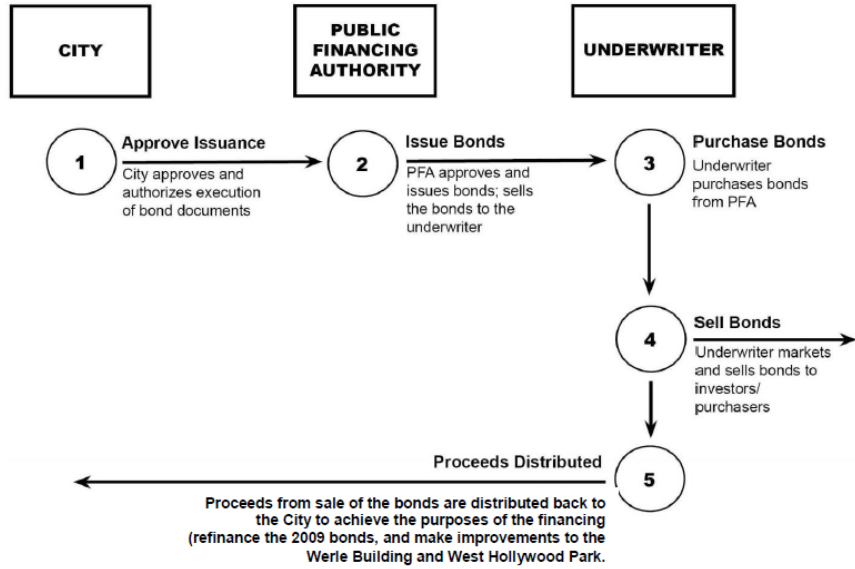 CITY
PUBLIC
FINANCING
AUTHORITY
UNDERWRITER
1
Approve Issuance
City approves and
authorizes execution
of bond documents
2
Issue Bonds
PFA approves and
issues bonds; sells
the bonds to the
underwriter
3
Purchase Bonds
Underwriter
purchases bonds
from PFA
4
Sell Bonds
Underwriter markets
and sells bonds to
investors/
purchasers
Proceeds Distributed
5
Proceeds from sale of the bonds are distributed back to
the City to achieve the purposes of the financing
(refinance the 2009 bonds, and make improvements to the
Werle Building and West Hollywood Park.